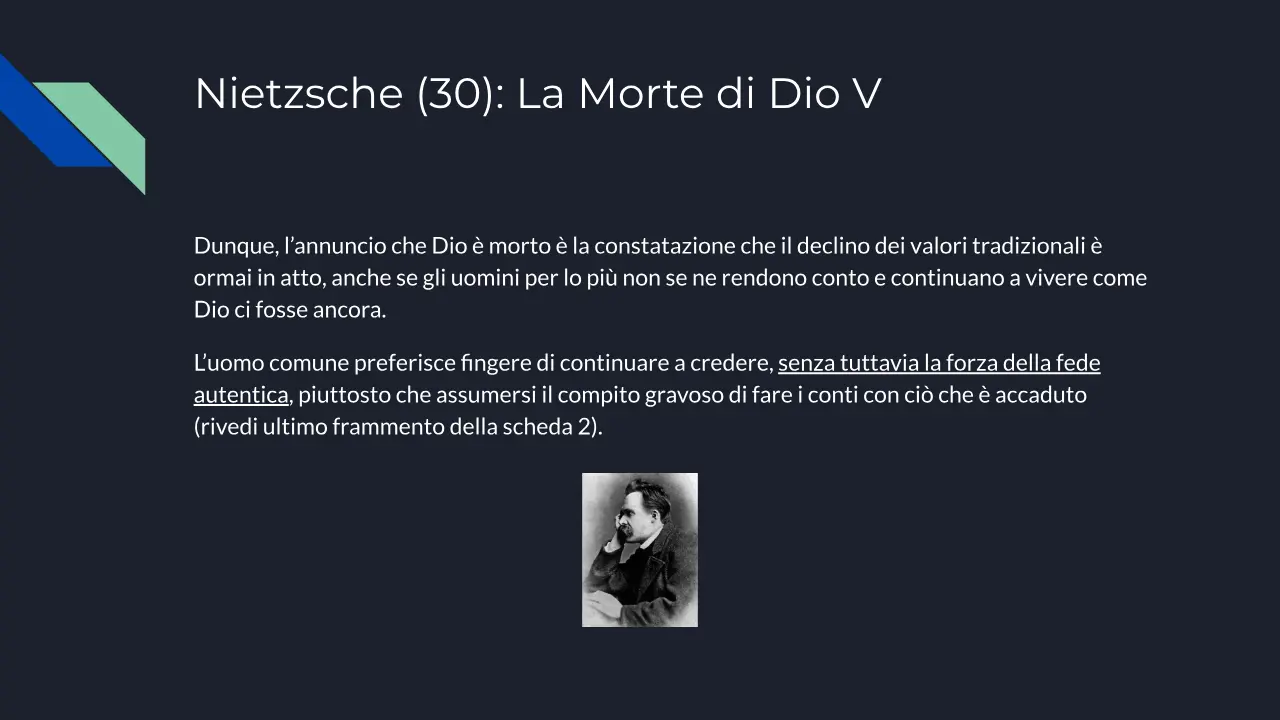 Nietzsche (30): La Morte di Dio V
Dunque, l’annuncio che Dio è morto è la constatazione che il declino dei valori tradizionali è
ormai in atto, anche se gli uomini per lo più non se ne rendono conto e continuano a vivere come
Dio ci fosse ancora.
L’uomo comune preferisce fingere di continuare a credere, senza tuttavia la forza della fede
autentica, piuttosto che assumersi il compito gravoso di fare i conti con ciò che è accaduto
(rivedi ultimo frammento della scheda 2).